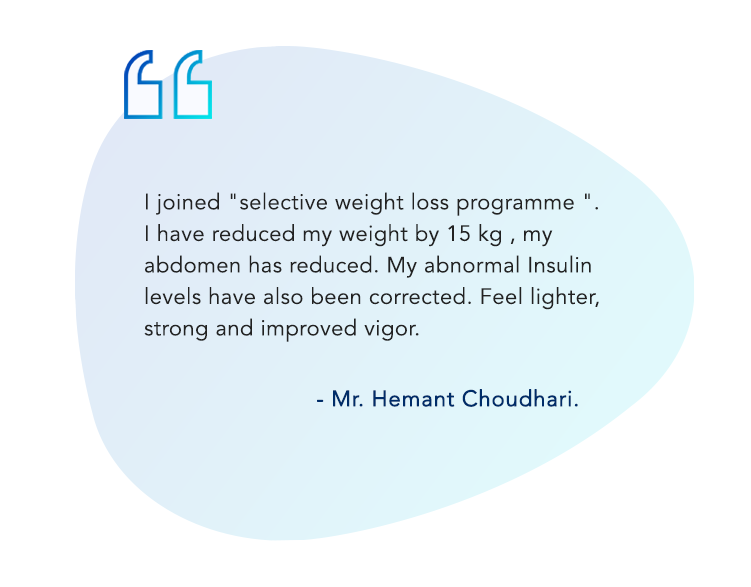 I joined "selective weight loss programme ".
I have reduced my weight by 15 kg , my
abdomen has reduced. My abnormal Insulin
levels have also been corrected. Feel lighter,
strong and improved vigor.
- Mr. Hemant Choudhari.